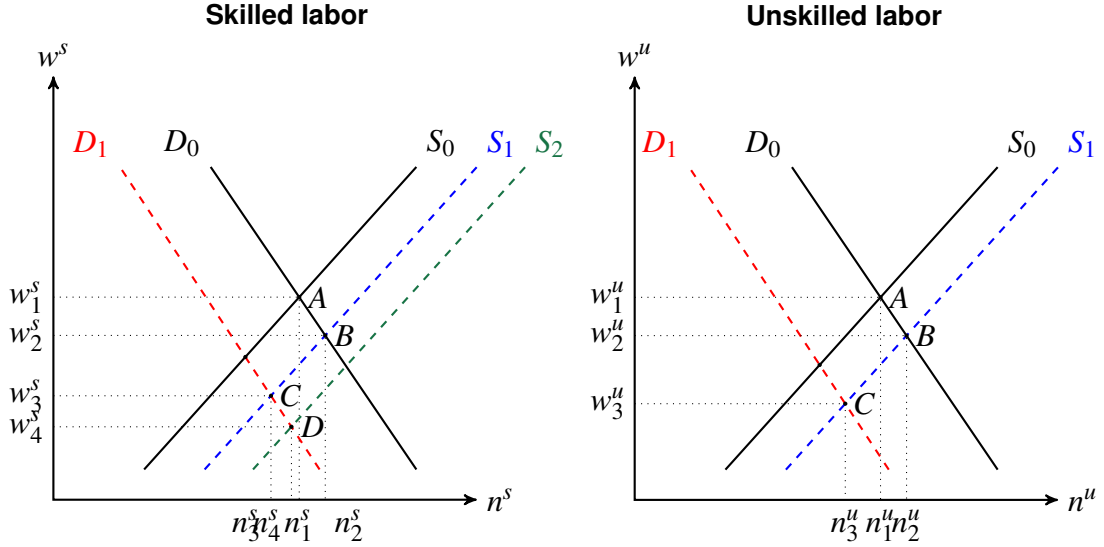 Skilled labor
Unskilled labor
w^s
D_1
D_0
S_0
S_1
S_2
w_1^s
w_2^s
w_3^s
w_4^s
A
B
C
D
n_3^s
n_4^s
n_1^s
n_2^s
n^s
w^u
D_1
D_0
S_0
S_1
w_1^u
w_2^u
w_3^u
A
B
C
n_3^u
n_1^u
n_2^u
n^u